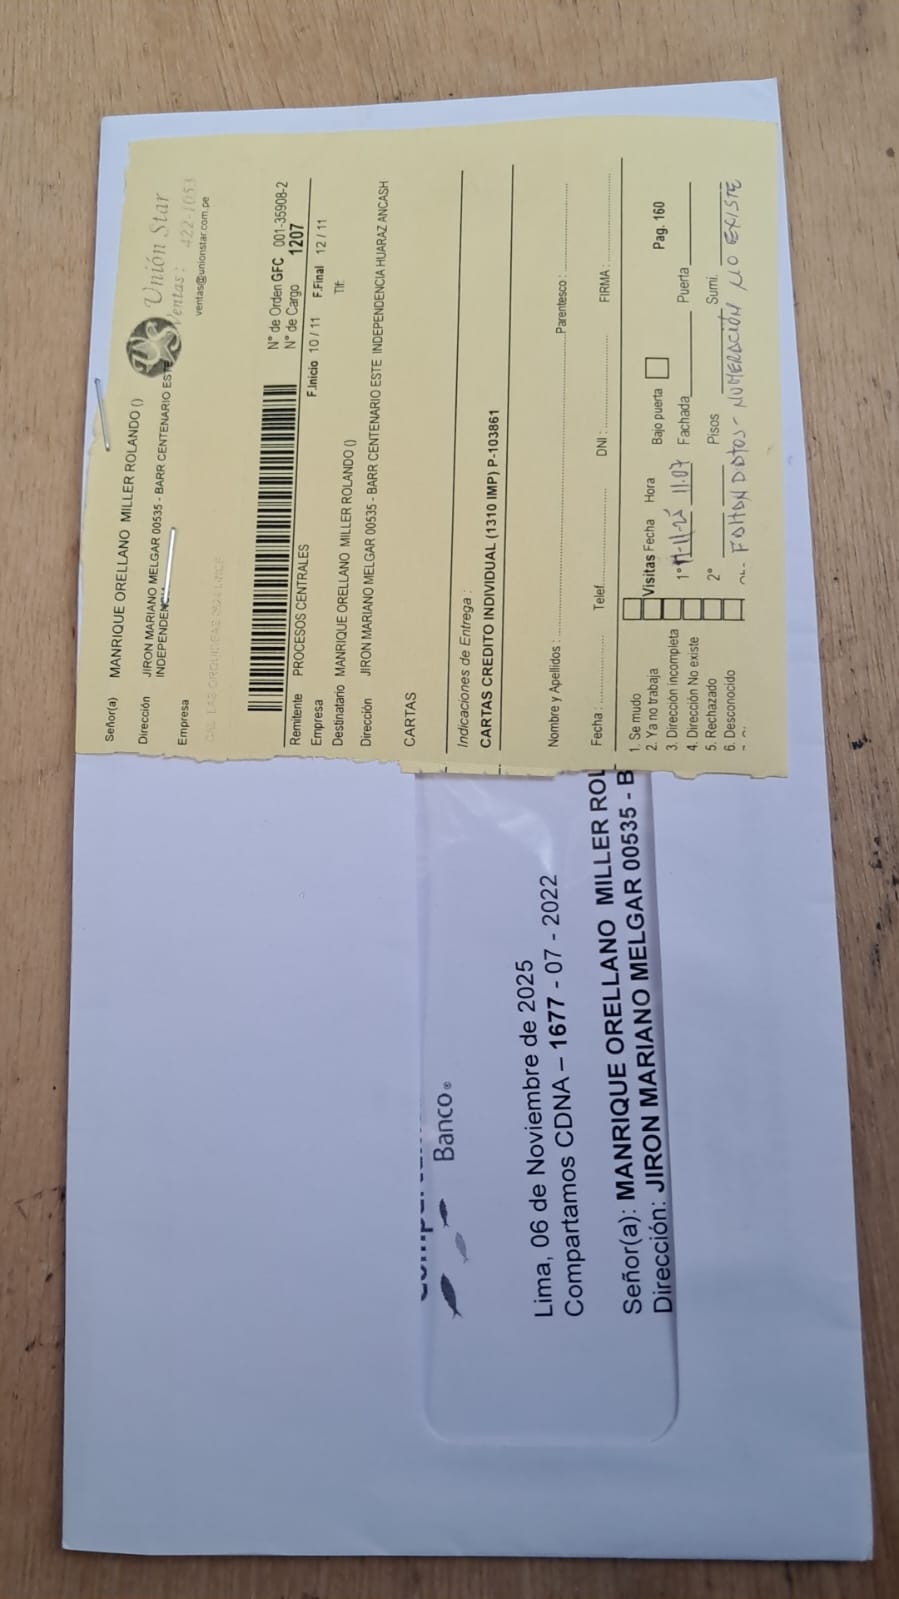 Señor(a) MANRIQUE ORELLANO MILLER ROLANDO ()
Dirección JIRON MARIANO MELGAR 00535 - BARR CENTENARIO ESTE
INDEPENDENCIA
Empresa
Unión Star
Ventas: 422-1053
ventas@unionstar.com.pe
N° de Orden GFC 001-35908-2
N° de Cargo 1207
Remitente PROCESOS CENTRALES
Empresa F.Inicio 10 / 11 F.Final 12 / 11
Destinatario MANRIQUE ORELLANO MILLER ROLANDO () Tlf:
Dirección JIRON MARIANO MELGAR 00535 - BARR CENTENARIO ESTE INDEPENDENCIA HUARAZ ANCASH
CARTAS
Indicaciones de Entrega :
CARTAS CREDITO INDIVIDUAL (1310 IMP) P-103861
Nombre y Apellidos : Parentesco :
Fecha : Telef. DNI : FIRMA :
1. Se mudo
2. Ya no trabaja
3. Dirección incompleta
4. Dirección No existe
5. Rechazado
6. Desconocido
Visitas Fecha Hora Bajo puerta Pag. 160
1° 11-11-25 11:07 Fachada Puerta
2° Pisos Sumi.
NUMERACIÓN NO EXISTE
Banco
Lima, 06 de Noviembre de 2025
Compartamos CDNA – 1677 - 07 - 2022
Señor(a): MANRIQUE ORELLANO MILLER ROL
Dirección: JIRON MARIANO MELGAR 00535 - B